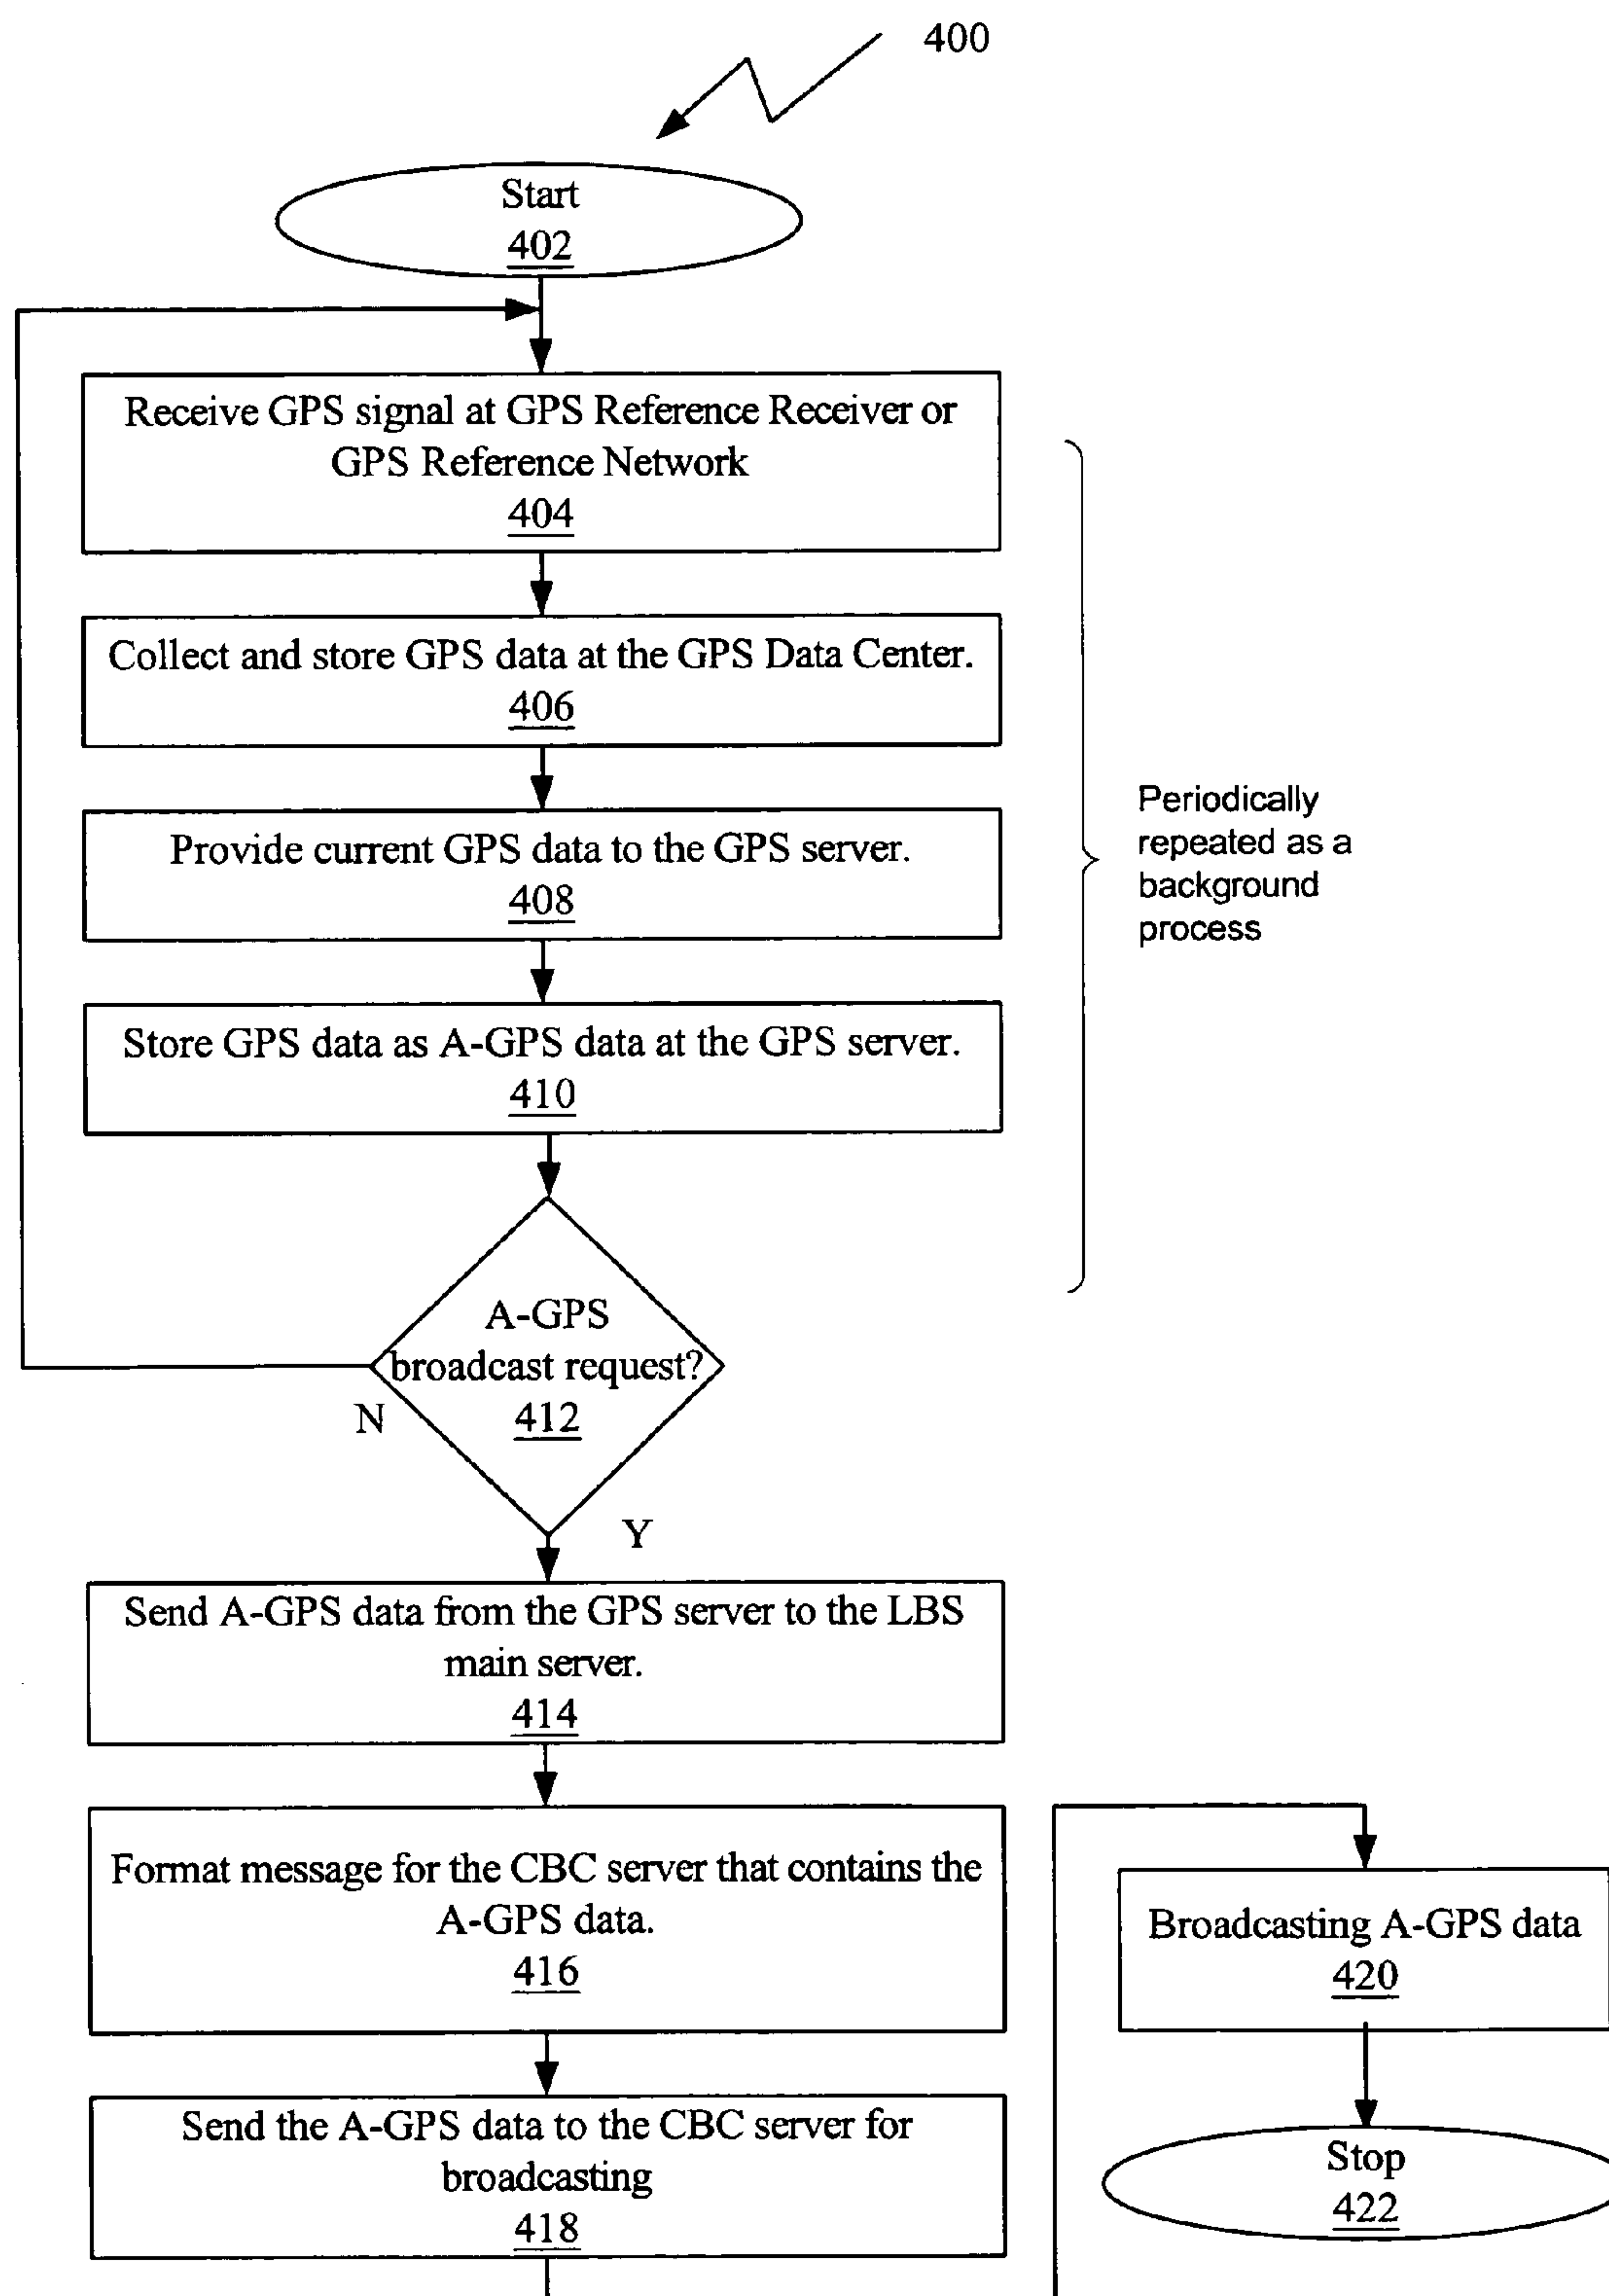 400
Start
402
Receive GPS signal at GPS Reference Receiver or
GPS Reference Network
404
Collect and store GPS data at the GPS Data Center.
406
Provide current GPS data to the GPS server.
408
Store GPS data as A-GPS data at the GPS server.
410
Periodically
repeated as a
background
process
A-GPS
broadcast request?
412
N
Y
Send A-GPS data from the GPS server to the LBS
main server.
414
Format message for the CBC server that contains the
A-GPS data.
416
Send the A-GPS data to the CBC server for
broadcasting
418
Broadcasting A-GPS data
420
Stop
422